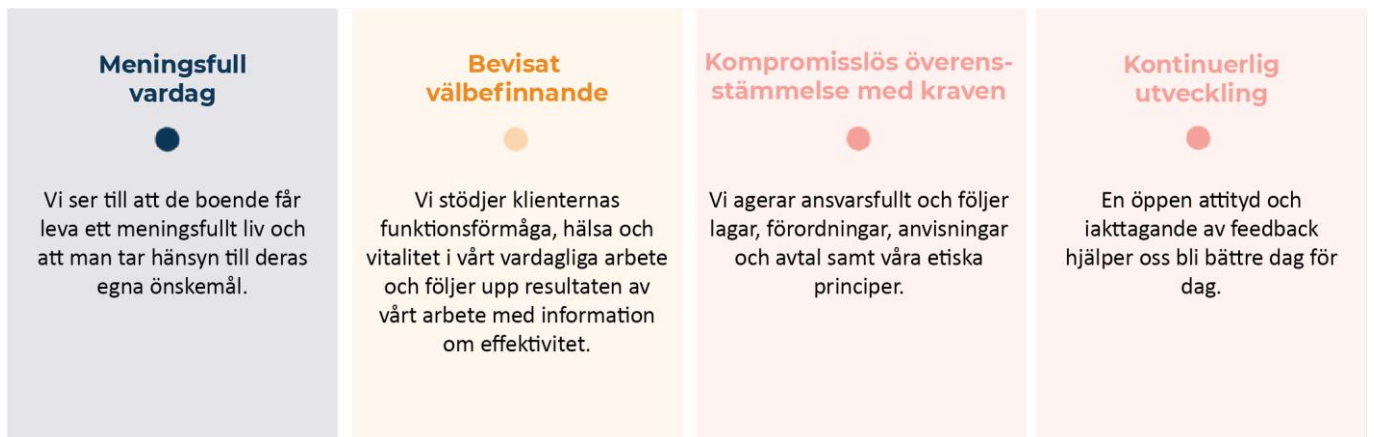 Meningsfull
vardag
Vi ser till att de boende får
leva ett meningsfullt liv och
att man tar hänsyn till deras
egna önskemål.
Bevisat
välbefinnande
Vi stödjer klienternas
funktionsförmåga, hälsa och
vitalitet i vårt vardagliga arbete
och följer upp resultaten av
vårt arbete med information
om effektivitet.
Kompromisslös överens-
stämmelse med kraven
Vi agerar ansvarsfullt och följer
lagar, förordningar, anvisningar
och avtal samt våra etiska
principer.
Kontinuerlig
utveckling
En öppen attityd och
iakttagande av feedback
hjälper oss bli bättre dag för
dag.